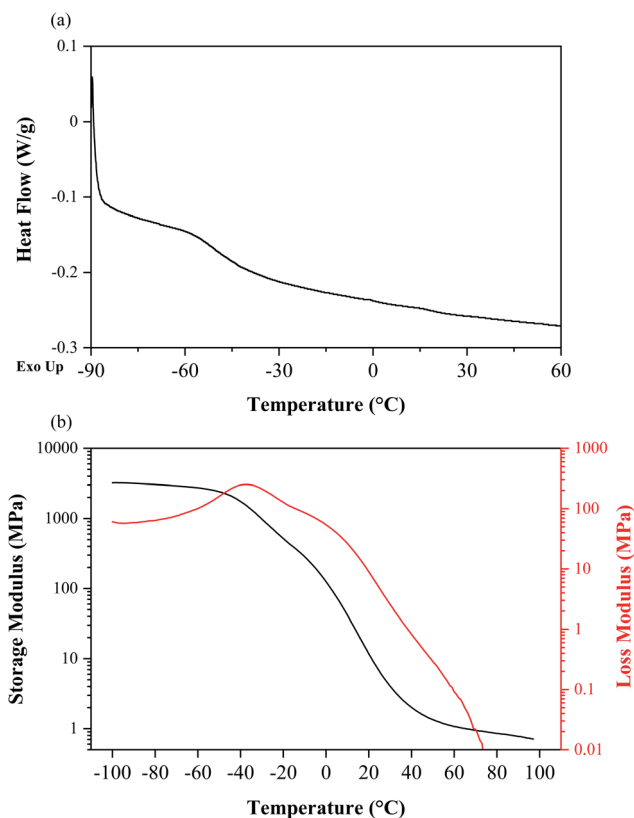 (a)
0.1
0
-0.1
-0.2
-0.3
Heat Flow (W/g)
Exo Up
-90 -60 -30 0 30 60
Temperature (°C)
(b)
10000
1000
100
10
1
Storage Modulus (MPa)
1000
100
10
1
0.1
0.01
Loss Modulus (MPa)
-100 -80 -60 -40 -20 0 20 40 60 80 100
Temperature (°C)